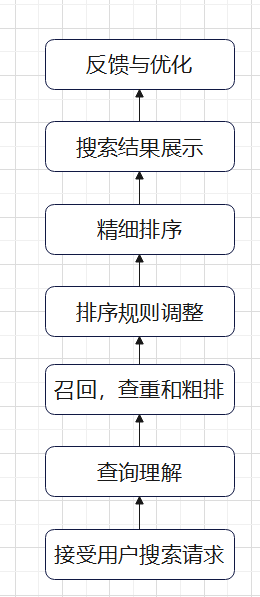 反馈与优化
搜索结果展示
精细排序
排序规则调整
召回，查重和粗排
查询理解
接受用户搜索请求